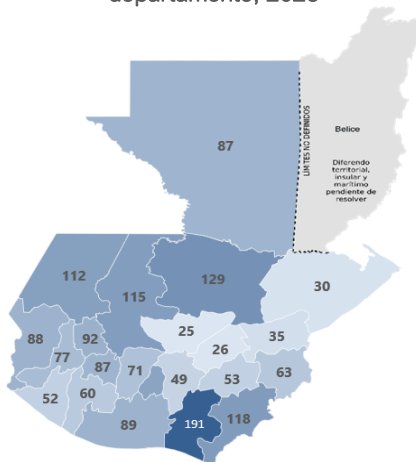 departamento, 2023
87
LÍMITES NO DEFINIDOS
Belice
Diferendo
territorial,
insular y
marítimo
pendiente de
resolver
112
115
129
30
88
77
92
25
26
35
87
71
49
53
63
52
60
89
191
118